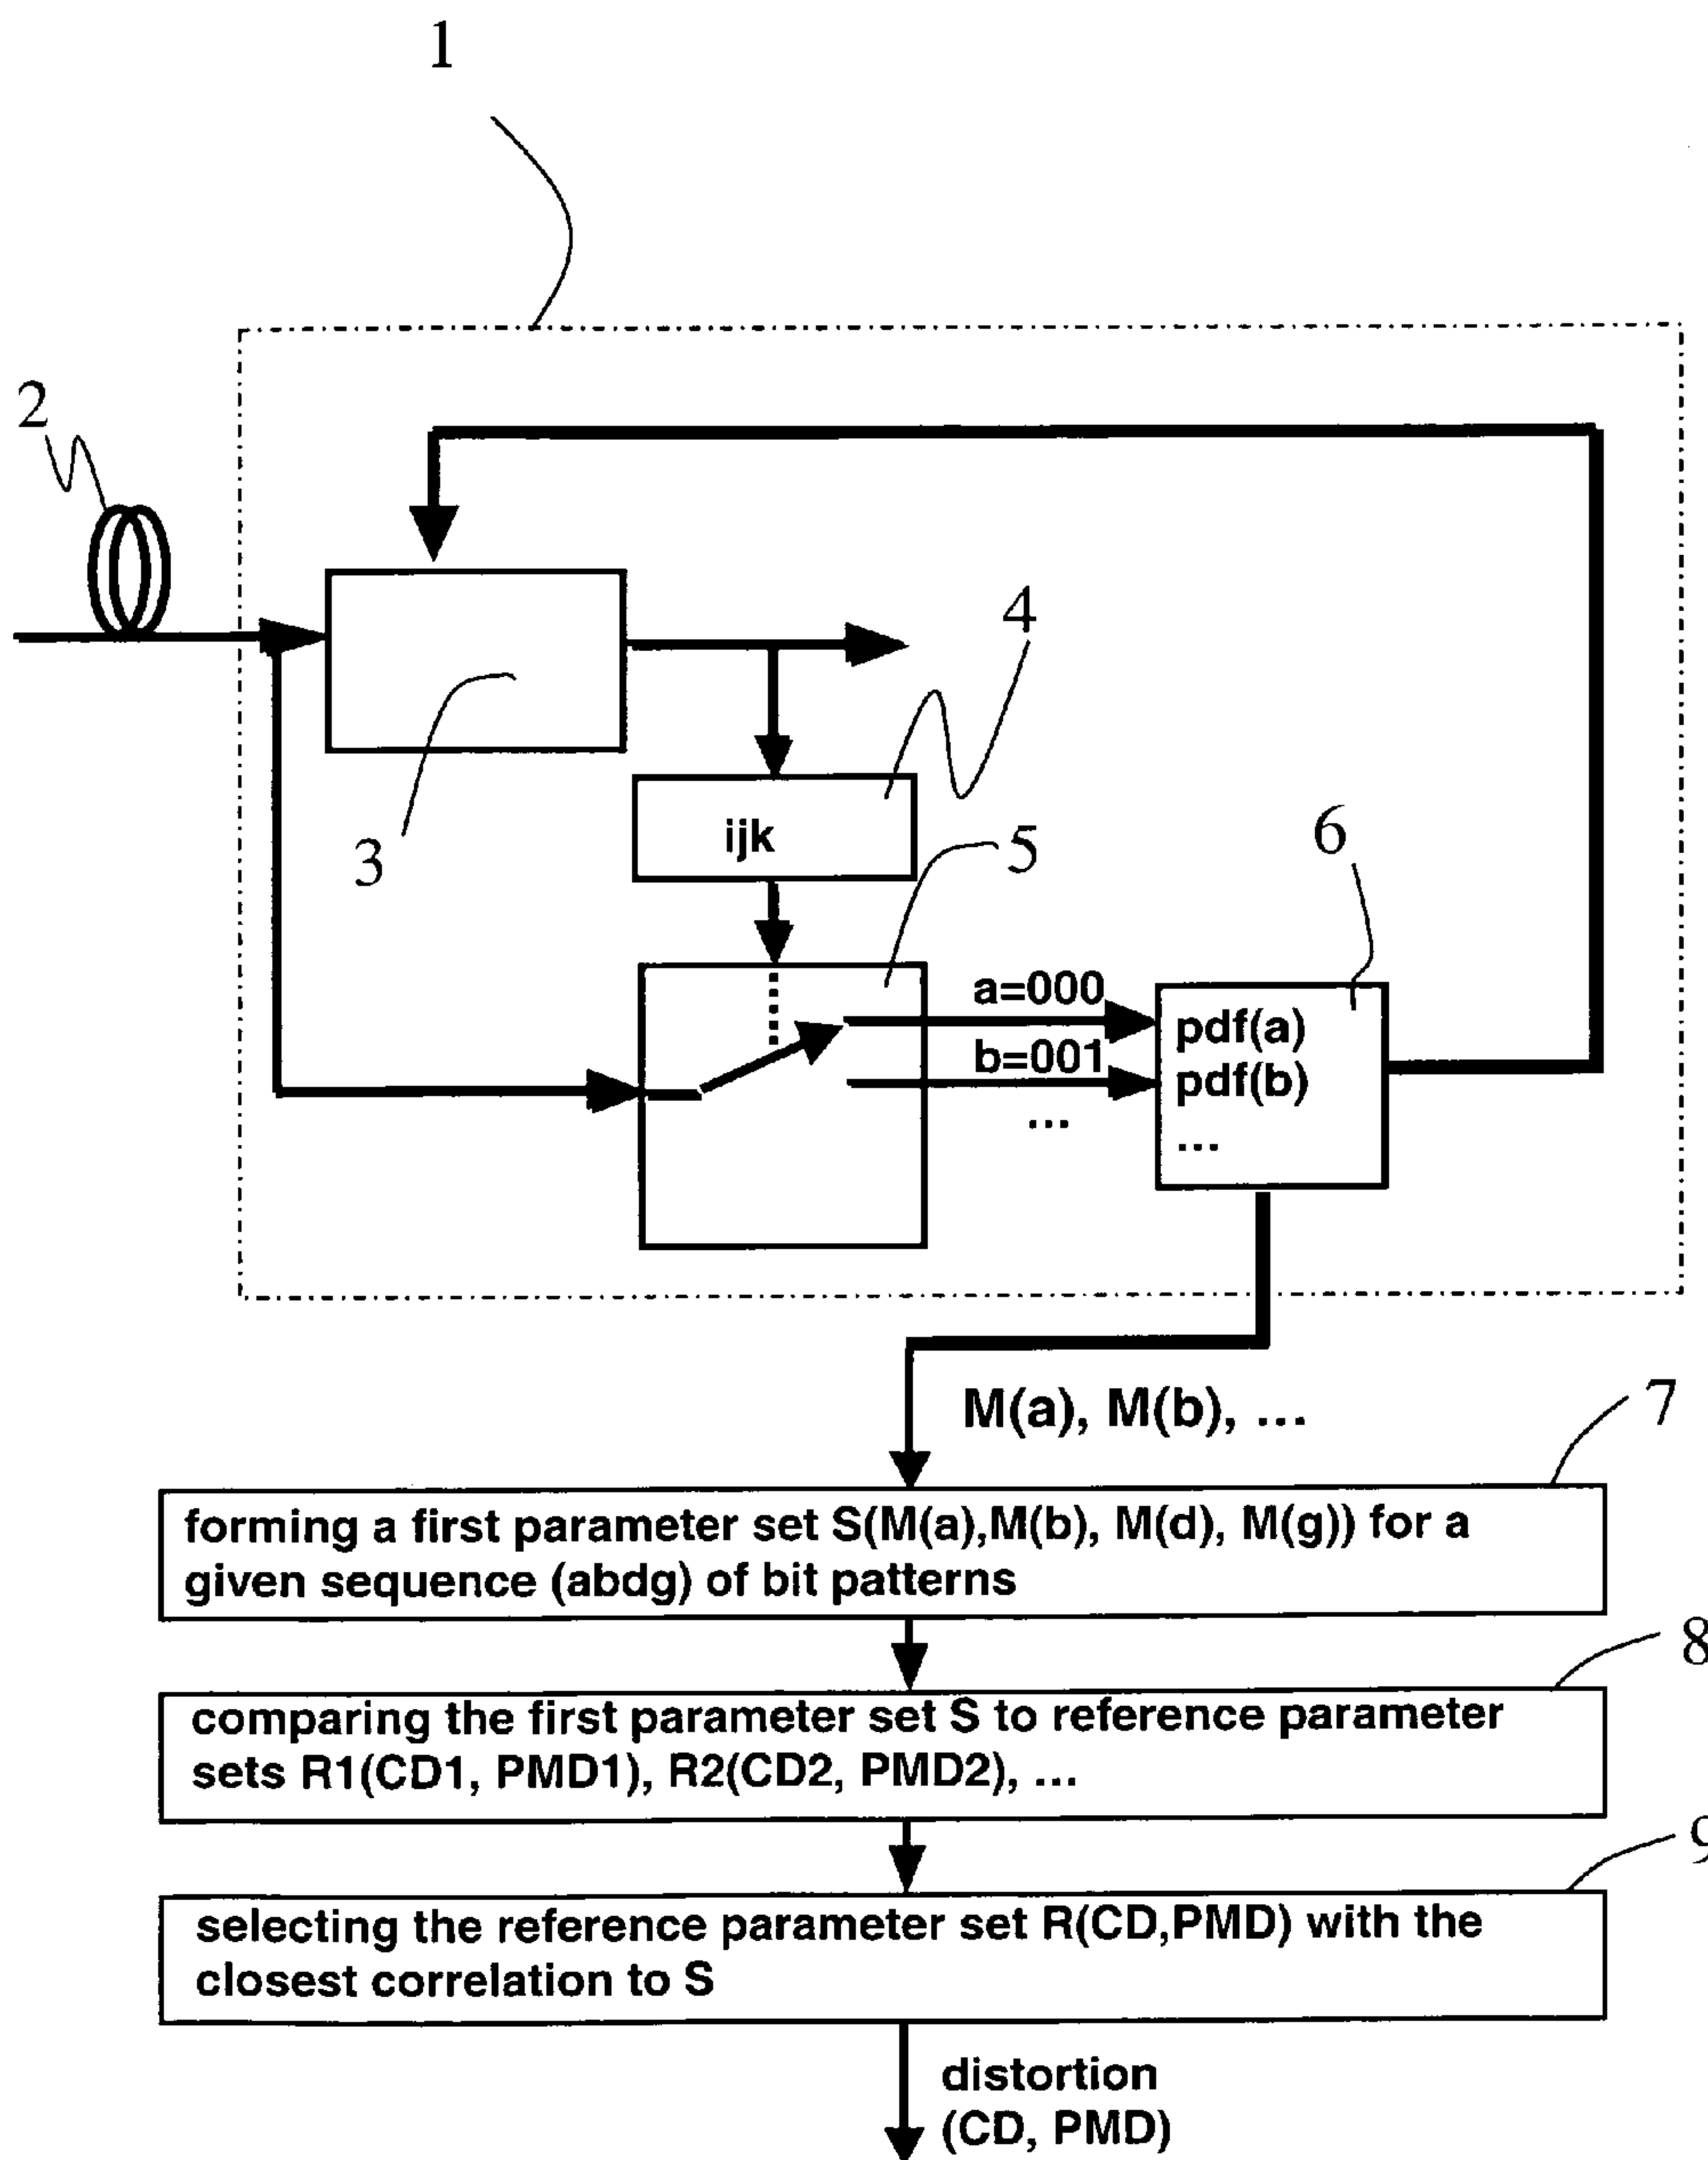 1
2
4
ijk
3
5
6
a=000
b=001
...
pdf(a)
pdf(b)
...
M(a), M(b), ...
7
forming a first parameter set S(M(a),M(b), M(d), M(g)) for a
given sequence (abdg) of bit patterns
8
comparing the first parameter set S to reference parameter
sets R1(CD1, PMD1), R2(CD2, PMD2), ...
9
selecting the reference parameter set R(CD,PMD) with the
closest correlation to S
distortion
(CD, PMD)